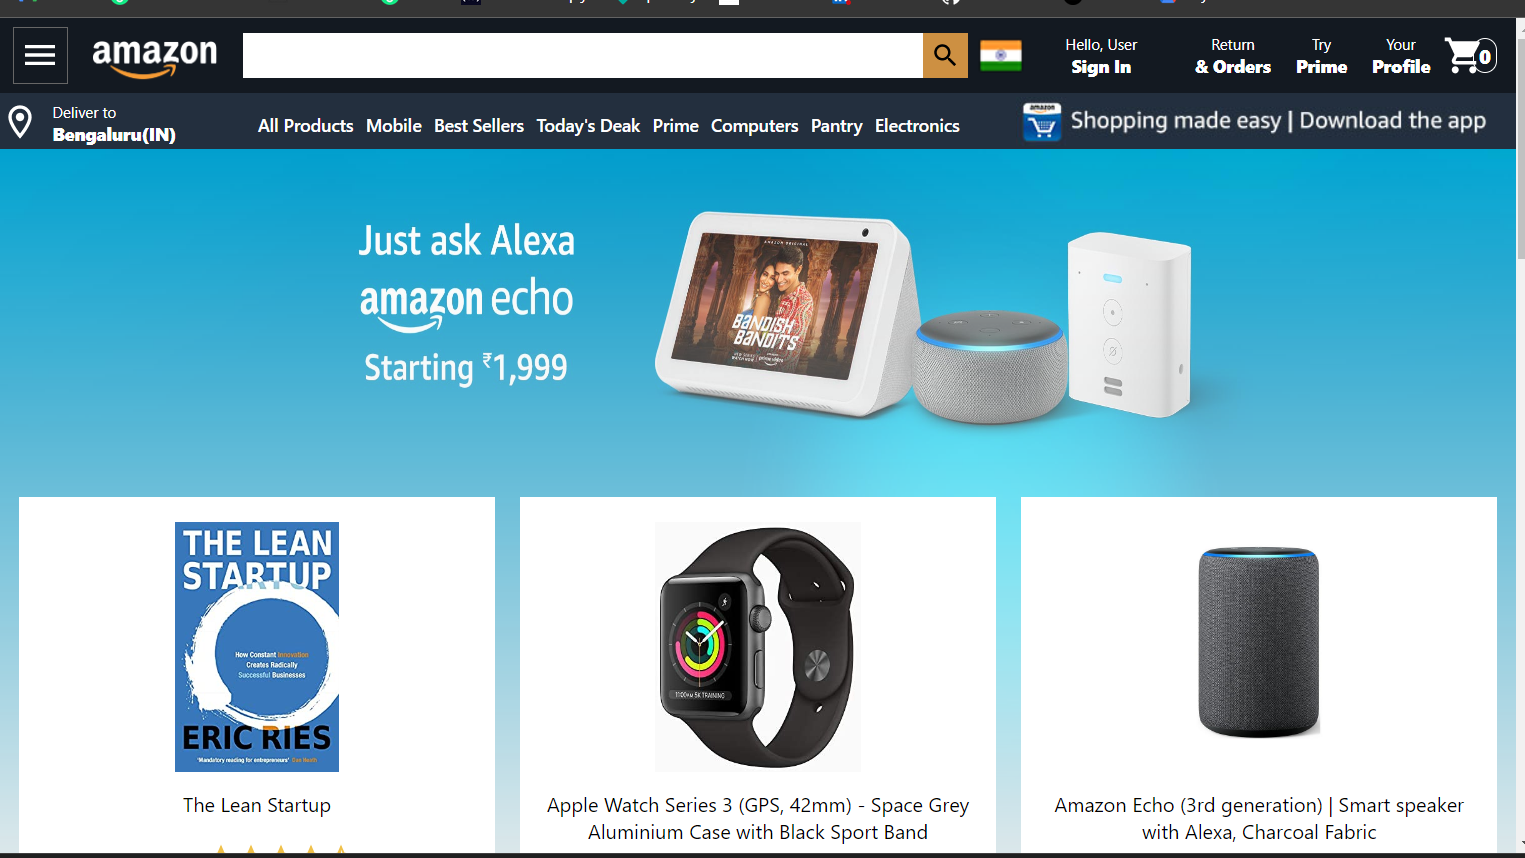 amazon
Hello, User
Sign In
Return
& Orders
Try
Prime
Your
Profile
0
Deliver to
Bengaluru(IN)
All Products Mobile Best Sellers Today's Deak Prime Computers Pantry Electronics
amazon
Shopping made easy | Download the app
Just ask Alexa
amazon echo
Starting ₹1,999
AMAZON ORIGINAL
BANDISH
BANDITS
NEW SERIES
WATCH NOW
prime video
THE LEAN
STARTUP
How Constant Innovation
Creates Radically
Successful Businesses
ERIC RIES
'Mandatory reading for entrepreneurs' Dan Heath
11:00AM 5K TRAINING
The Lean Startup
Apple Watch Series 3 (GPS, 42mm) - Space Grey
Aluminium Case with Black Sport Band
Amazon Echo (3rd generation) | Smart speaker
with Alexa, Charcoal Fabric